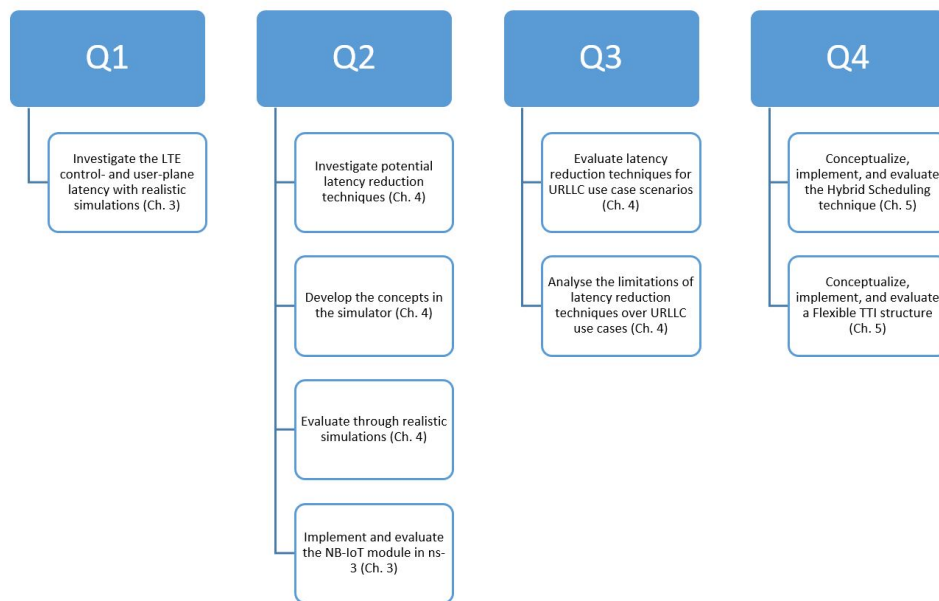 Q1
Investigate the LTE
control- and user-plane
latency with realistic
simulations (Ch. 3)
Q2
Investigate potential
latency reduction
techniques (Ch. 4)
Develop the concepts in
the simulator (Ch. 4)
Evaluate through realistic
simulations (Ch. 4)
Implement and evaluate
the NB-IoT module in ns-
3 (Ch. 3)
Q3
Evaluate latency
reduction techniques for
URLLC use case scenarios
(Ch. 4)
Analyse the limitations of
latency reduction
techniques over URLLC
use cases (Ch. 4)
Q4
Conceptualize,
implement, and evaluate
the Hybrid Scheduling
technique (Ch. 5)
Conceptualize,
implement, and evaluate
a Flexible TTI structure
(Ch. 5)